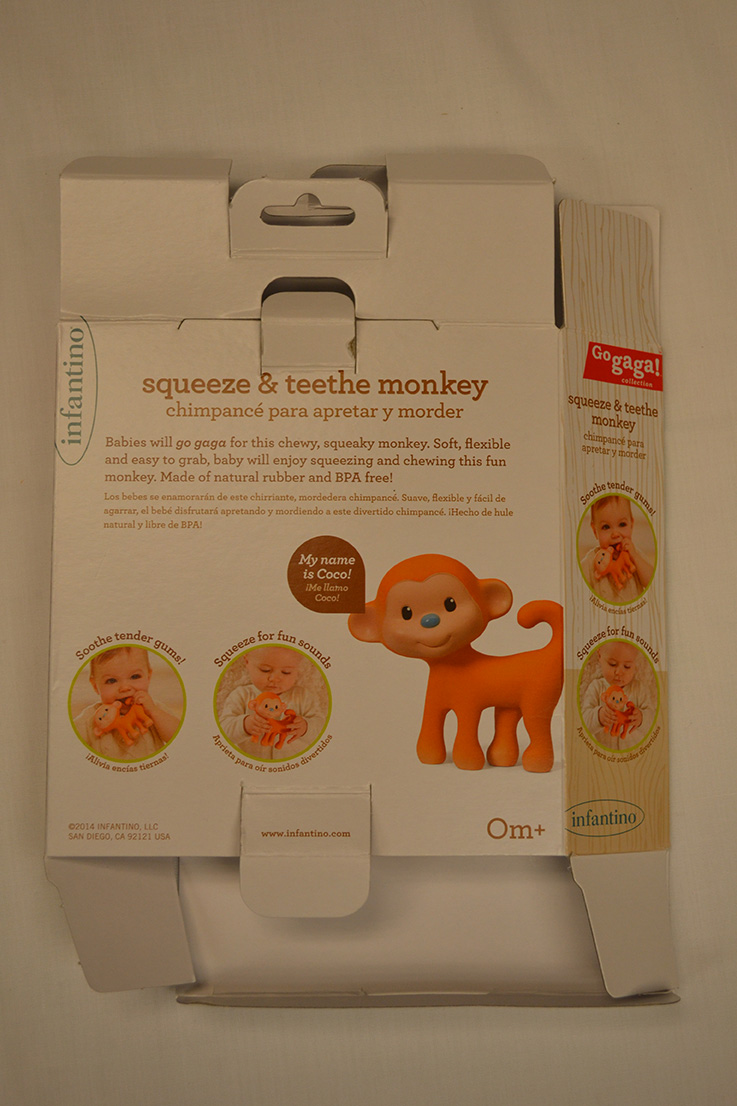 infantino
squeeze & teethe monkey
chimpancé para apretar y morder
Babies will go gaga for this chewy, squeaky monkey. Soft, flexible
and easy to grab, baby will enjoy squeezing and chewing this fun
monkey. Made of natural rubber and BPA free!
Los bebes se enamorarán de este chirriante, mordedera chimpancé. Suave, flexible y fácil de
agarrar, el bebé disfrutará apretando y mordiendo a este divertido chimpancé. ¡Hecho de hule
natural y libre de BPA!
My name
is Coco!
¡Me llamo
Coco!
Soothe tender gums!
¡Alivia encías tiernas!
Squeeze for fun sounds
Aprieta para oír sonidos divertidos
©2014 INFANTINO, LLC
SAN DIEGO, CA 92121 USA
www.infantino.com
0m+
Go gaga!
collection
squeeze & teethe
monkey
chimpancé para
apretar y morder
Soothe tender gums!
¡Alivia encías tiernas!
Squeeze for fun sounds
Aprieta para oír sonidos divertidos
infantino